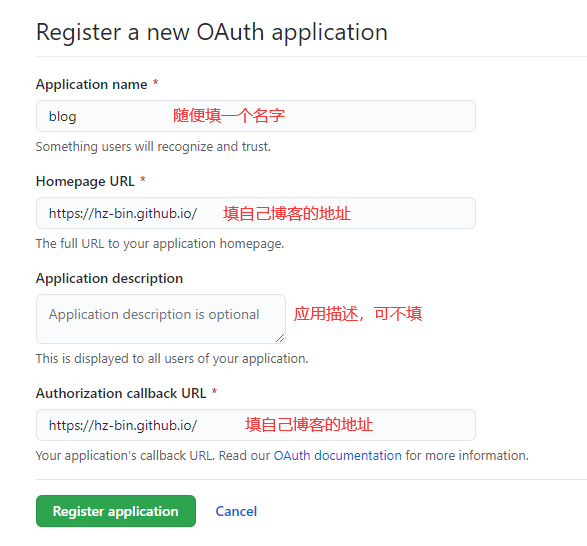 Register a new OAuth application
Application name *
blog 随便填一个名字
Something users will recognize and trust.
Homepage URL *
https://hz-bin.github.io/ 填自己博客的地址
The full URL to your application homepage.
Application description
Application description is optional 应用描述，可不填
This is displayed to all users of your application.
Authorization callback URL *
https://hz-bin.github.io/ 填自己博客的地址
Your application's callback URL. Read our OAuth documentation for more information.
Register application Cancel